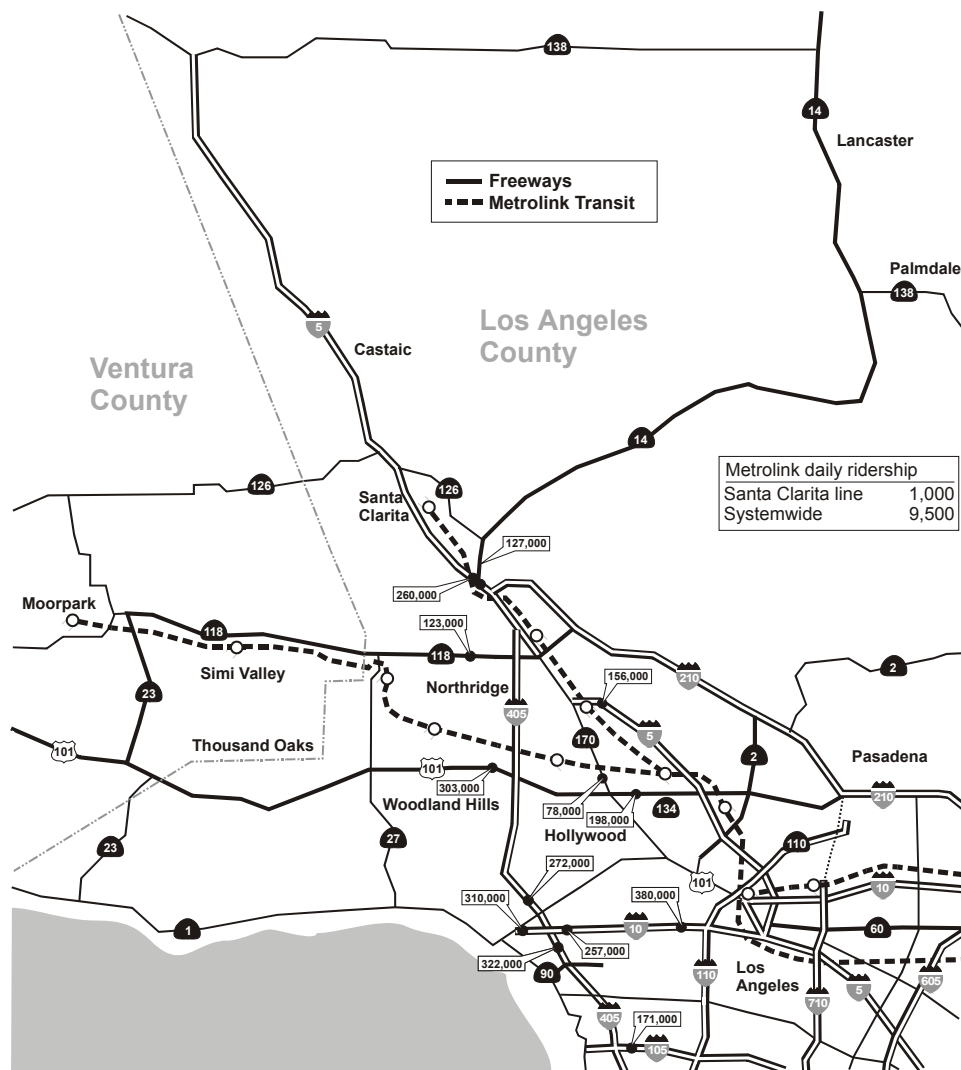 138
14
Lancaster
Freeways
Metrolink Transit
Palmdale
138
Los Angeles
County
5
Castaic
Ventura
County
14
Metrolink daily ridership
Santa Clarita line 1,000
Systemwide 9,500
126
126
Santa
Clarita
127,000
260,000
Moorpark
123,000
118
118
2
Simi Valley
Northridge
156,000
210
23
405
170
5
101
Thousand Oaks
101
2
Pasadena
303,000
Woodland Hills
78,000
198,000
134
210
Hollywood
23
27
110
272,000
101
10
310,000
380,000
1
10
60
257,000
322,000
90
110
Los
Angeles
605
5
710
405
171,000
105